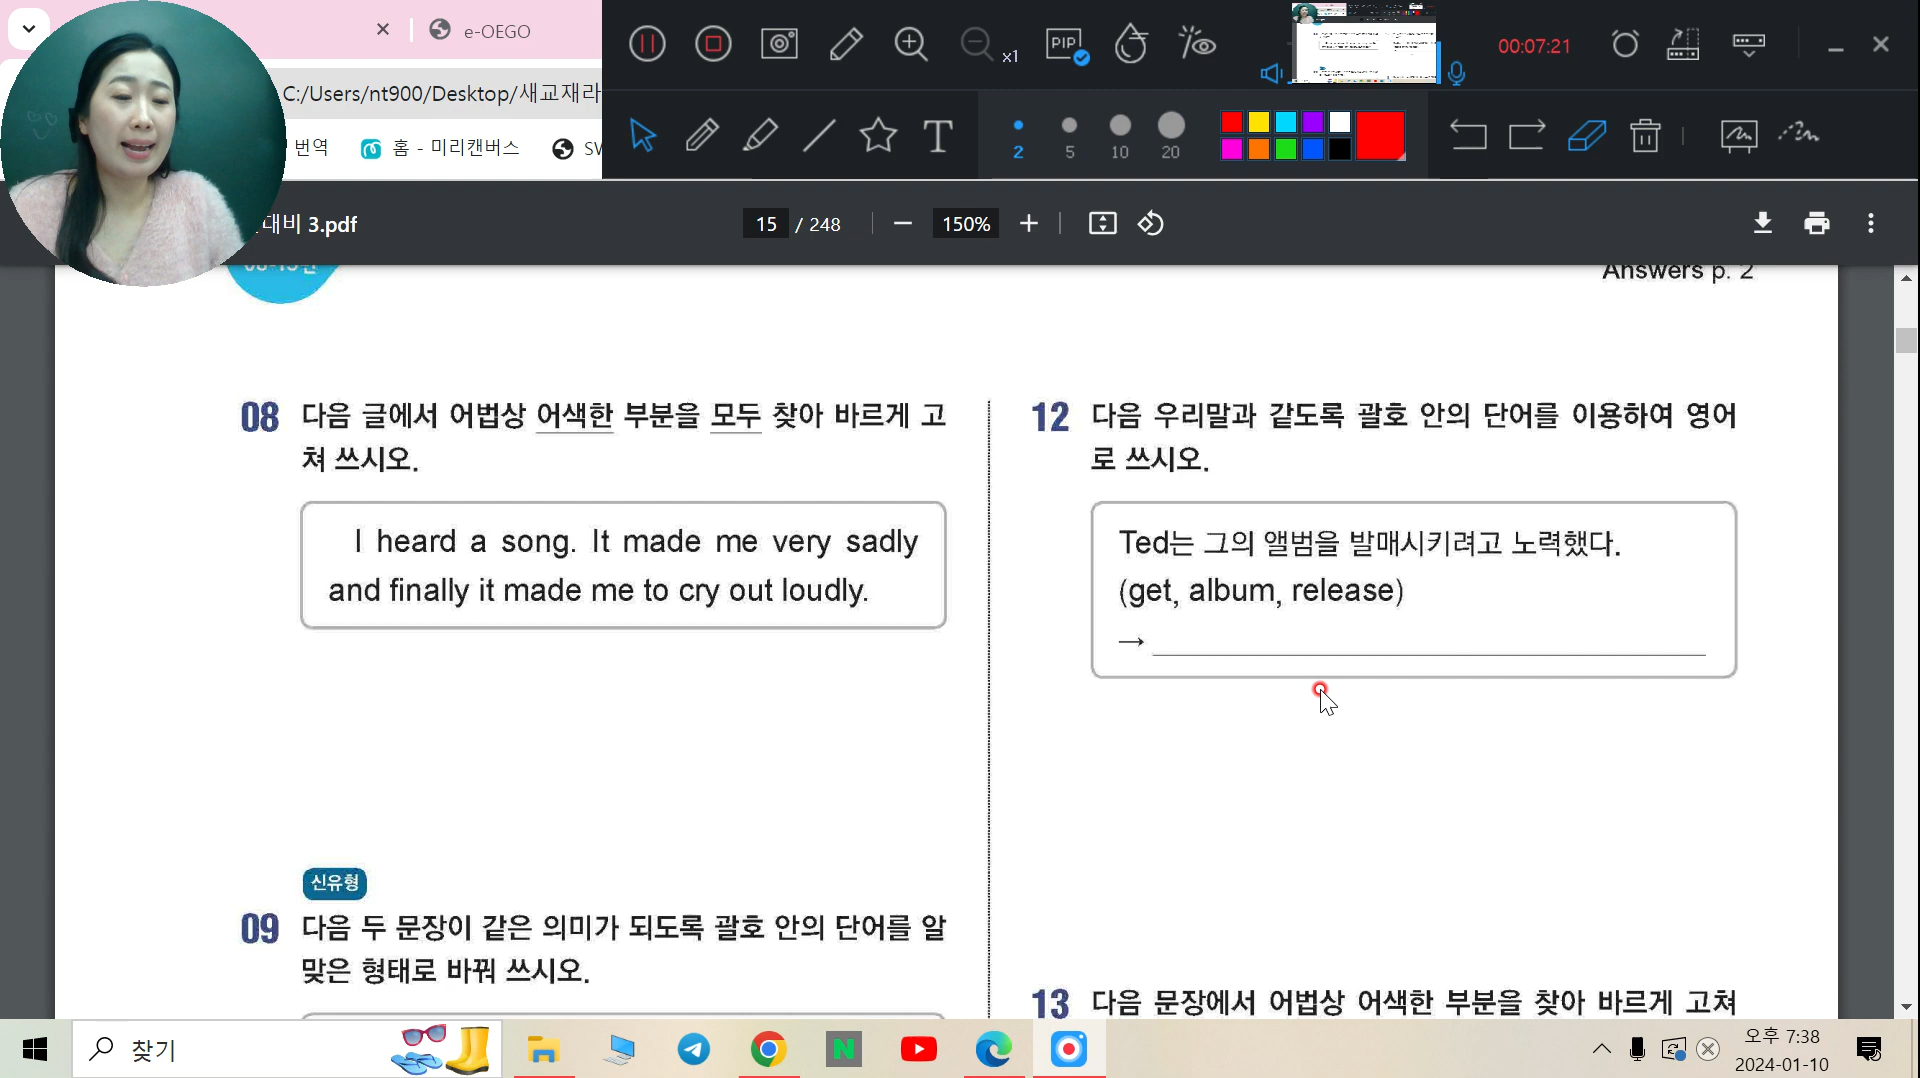 e-OEGO
x1
PIP
00:07:21
C:/Users/nt900/Desktop/새교재라
번역
홈 - 미리캔버스
T
2
5
10
20
대비 3.pdf
15 / 248
150%
Answers p. 2
08 다음 글에서 어법상 어색한 부분을 모두 찾아 바르게 고
쳐 쓰시오.
I heard a song. It made me very sadly
and finally it made me to cry out loudly.
신유형
09 다음 두 문장이 같은 의미가 되도록 괄호 안의 단어를 알
맞은 형태로 바꿔 쓰시오.
12 다음 우리말과 같도록 괄호 안의 단어를 이용하여 영어
로 쓰시오.
Ted는 그의 앨범을 발매시키려고 노력했다.
(get, album, release)
→
13 다음 문장에서 어법상 어색한 부분을 찾아 바르게 고쳐
찾기
N
오후 7:38
2024-01-10